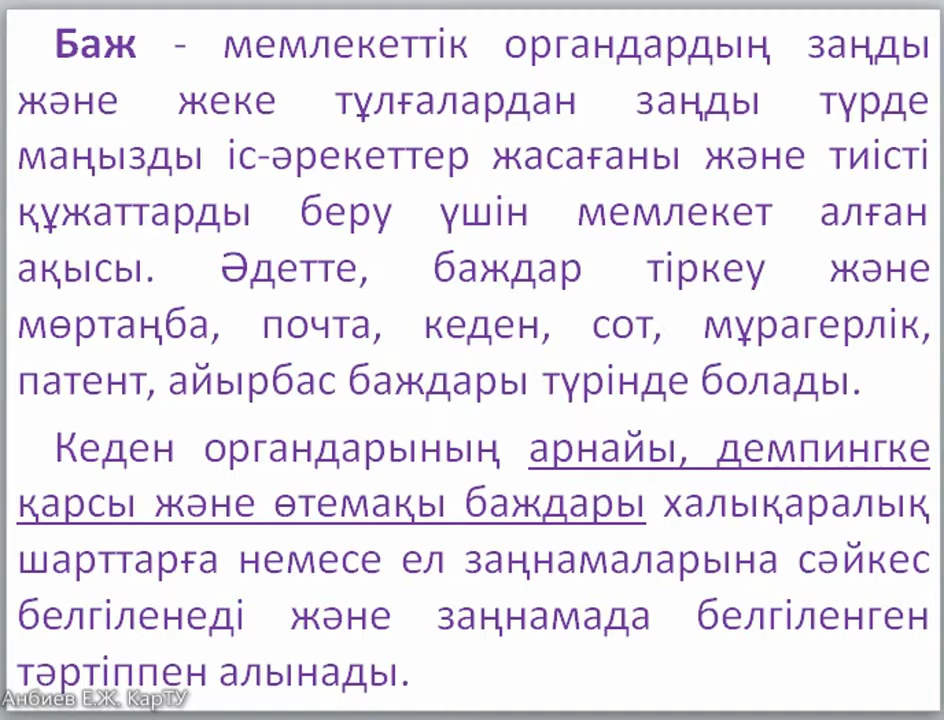 Баж - мемлекеттік органдардың заңды
және жеке тұлғалардан заңды түрде
маңызды іс-әрекеттер жасағаны және тиісті
құжаттарды беру үшін мемлекет алған
ақысы. Әдетте, баждар тіркеу және
мөртаңба, почта, кеден, сот, мұрагерлік,
патент, айырбас баждары түрінде болады.
Кеден органдарының арнайы, демпингке
қарсы және өтемақы баждары халықаралық
шарттарға немесе ел заңнамаларына сәйкес
белгіленеді және заңнамада белгіленген
тәртіппен алынады.
Анбиев Е.Ж. КарТУ